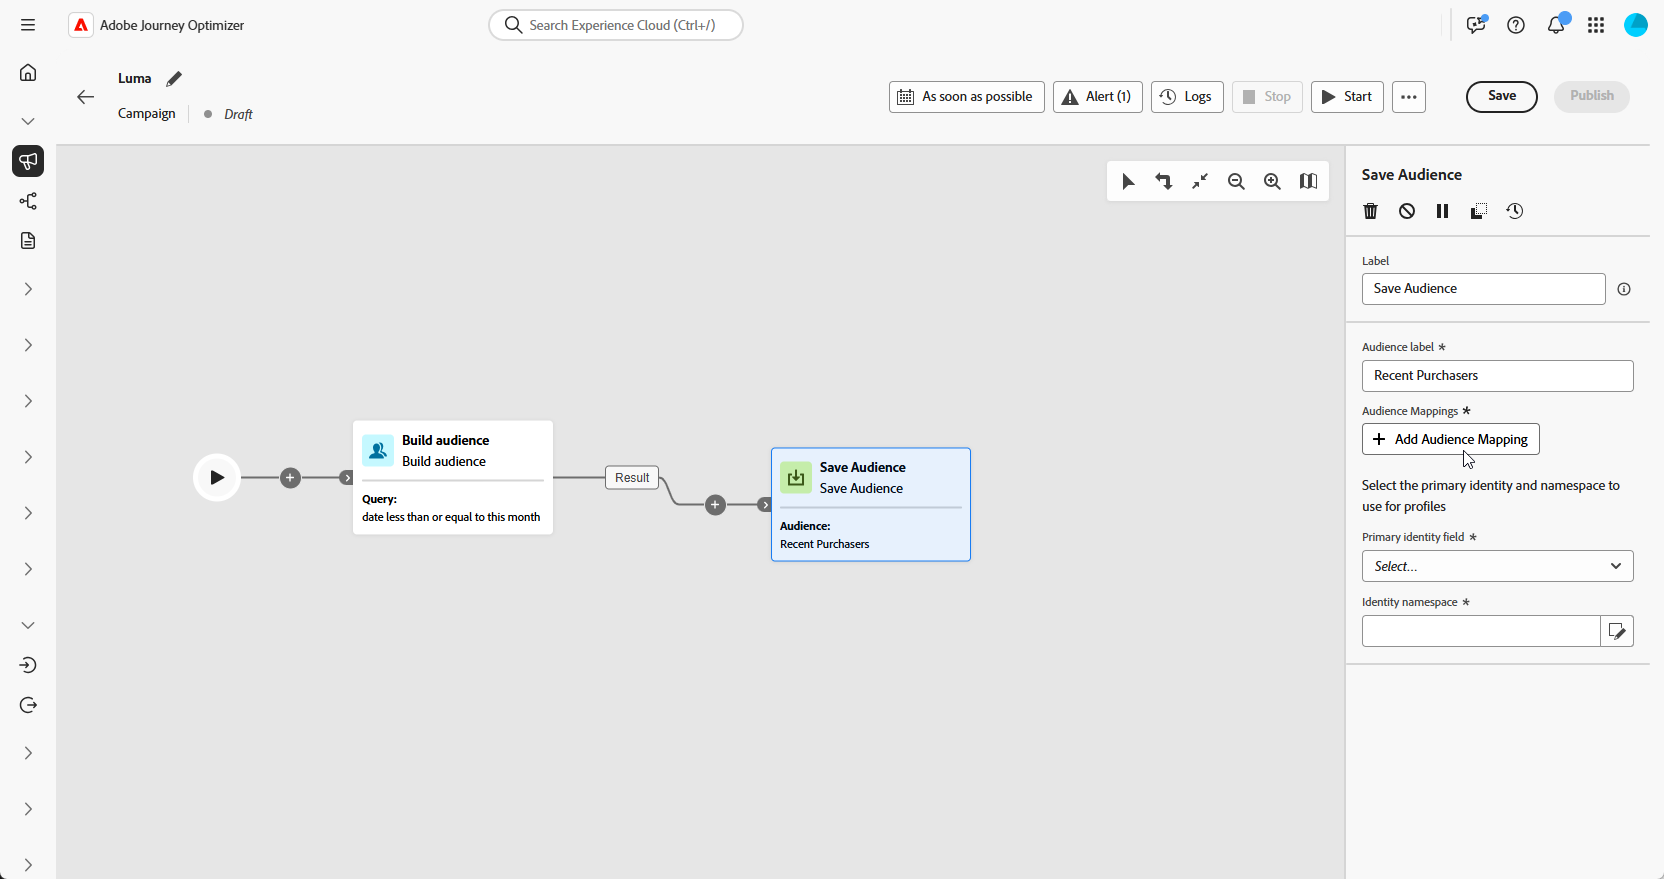 Adobe Journey Optimizer
Search Experience Cloud (Ctrl+/)
Luma
Campaign
Draft
As soon as possible
Alert (1)
Logs
Stop
Start
Save
Publish
Build audience
Build audience
Query:
date less than or equal to this month
Result
Save Audience
Save Audience
Audience:
Recent Purchasers
Save Audience
Label
Save Audience
Audience label *
Recent Purchasers
Audience Mappings *
+ Add Audience Mapping
Select the primary identity and namespace to
use for profiles
Primary identity field *
Select...
Identity namespace *